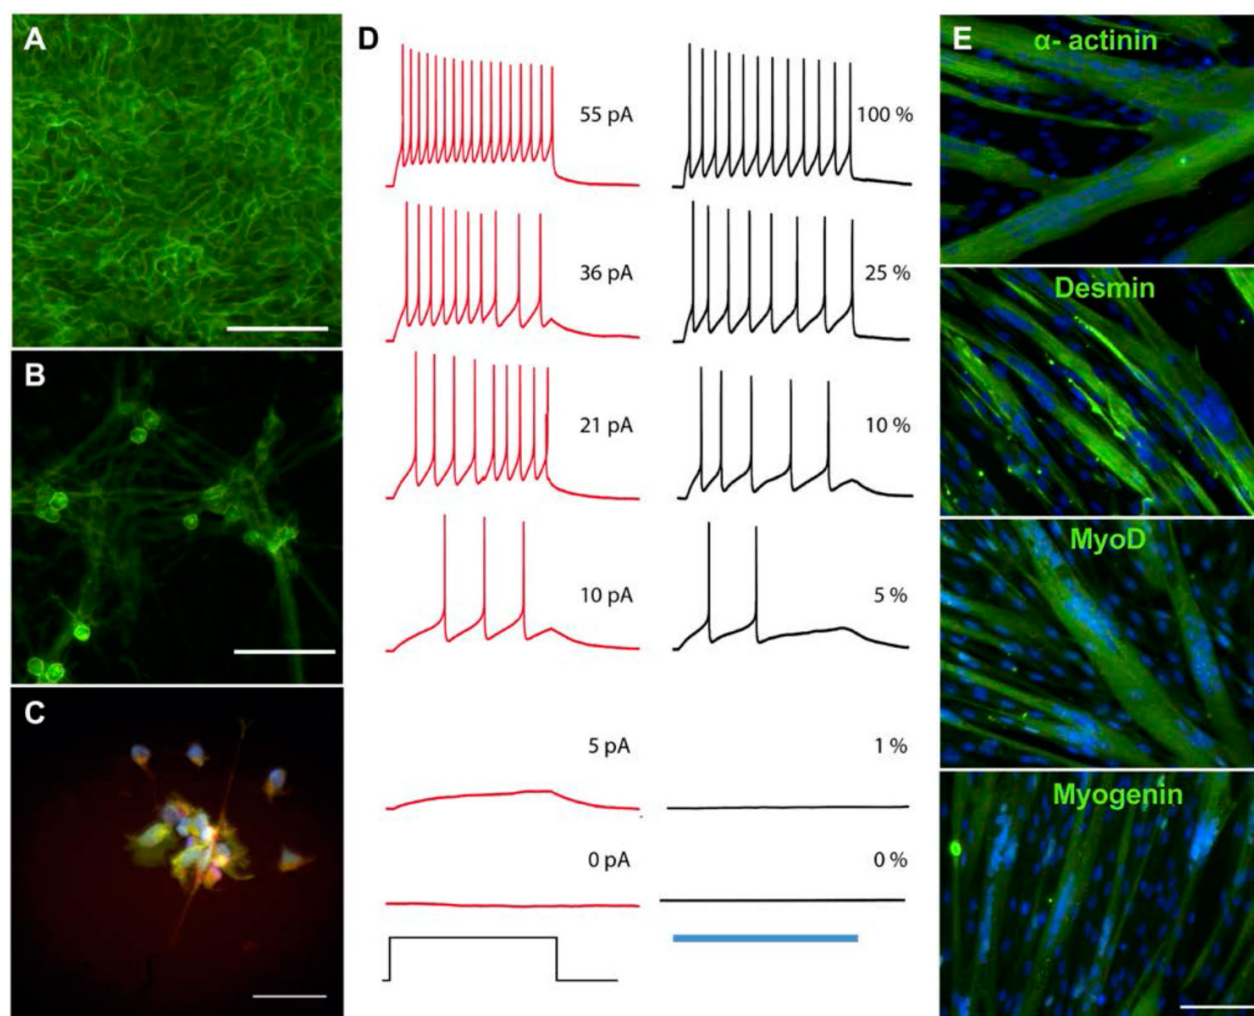 A
B
C
D
55 pA
100 %
36 pA
25 %
21 pA
10 %
10 pA
5 %
5 pA
1 %
0 pA
0 %
E
α- actinin
Desmin
MyoD
Myogenin